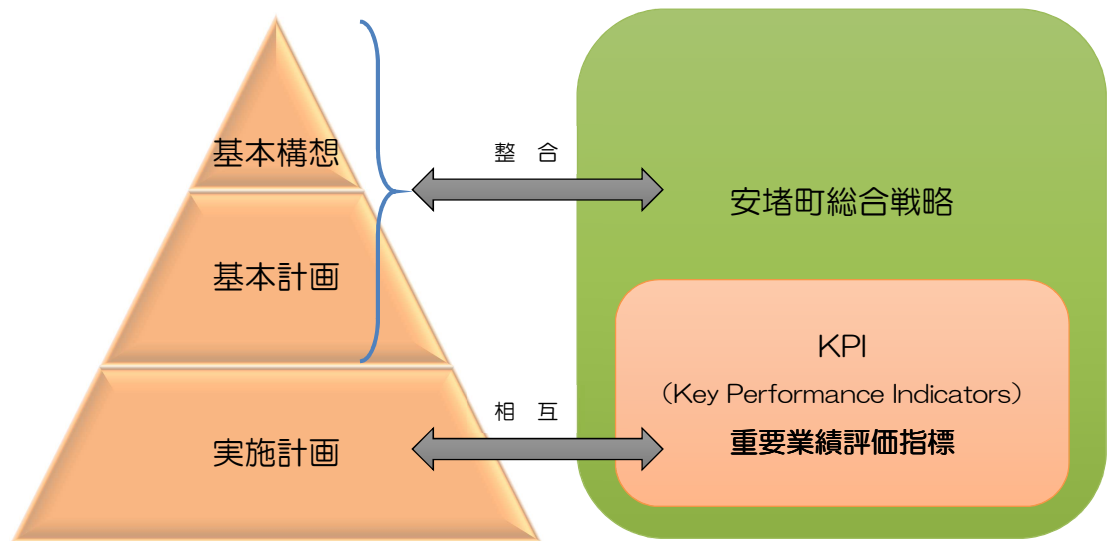 基本構想
基本計画
実施計画
整 合
相 互
安堵町総合戦略
KPI
（Key Performance Indicators）
重要業績評価指標